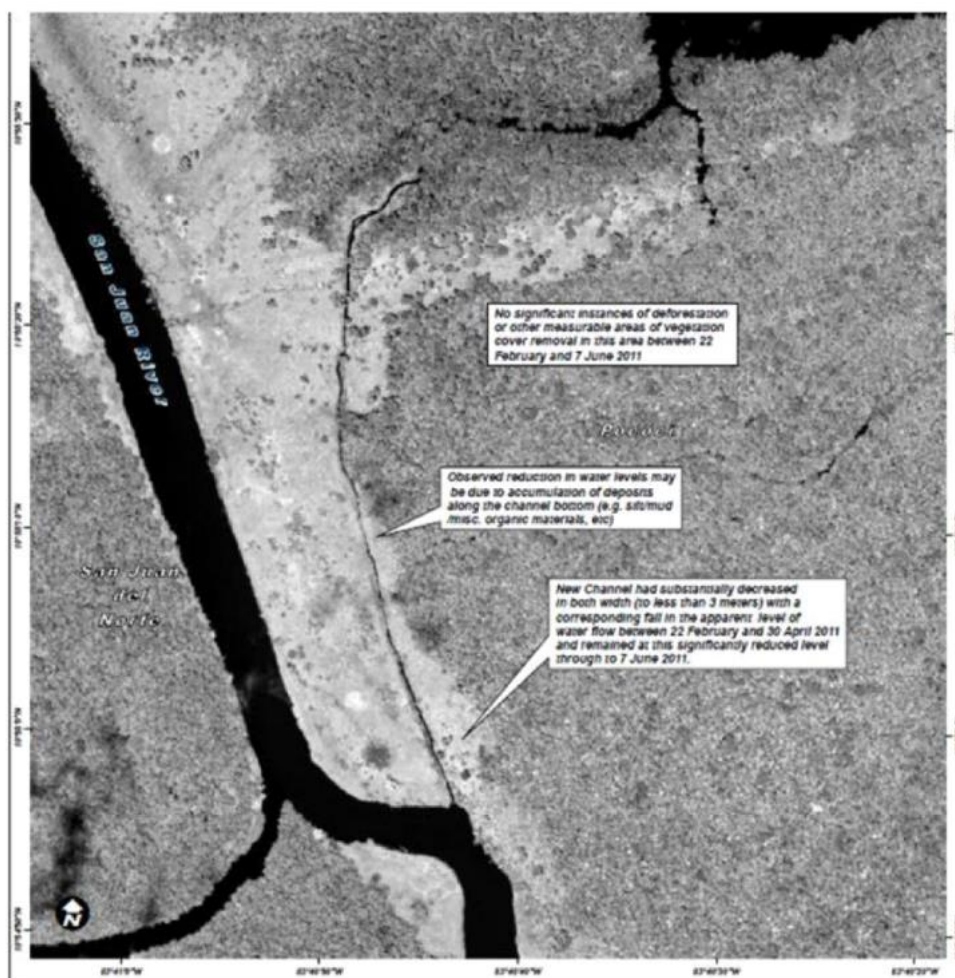 San Juan River
No significant instances of deforestation
or other measurable areas of vegetation
cover removal in this area between 22
February and 7 June 2011
Pococi
Observed reduction in water levels may
be due to accumulation of deposits
along the channel bottom (e.g. silt/mud
/misc. organic materials, etc)
San Juan
del
Norte
New Channel had substantially decreased
in both width (to less than 3 meters) with a
corresponding fall in the apparent level of
water flow between 22 February and 30 April 2011
and remained at this significantly reduced level
through to 7 June 2011.
N